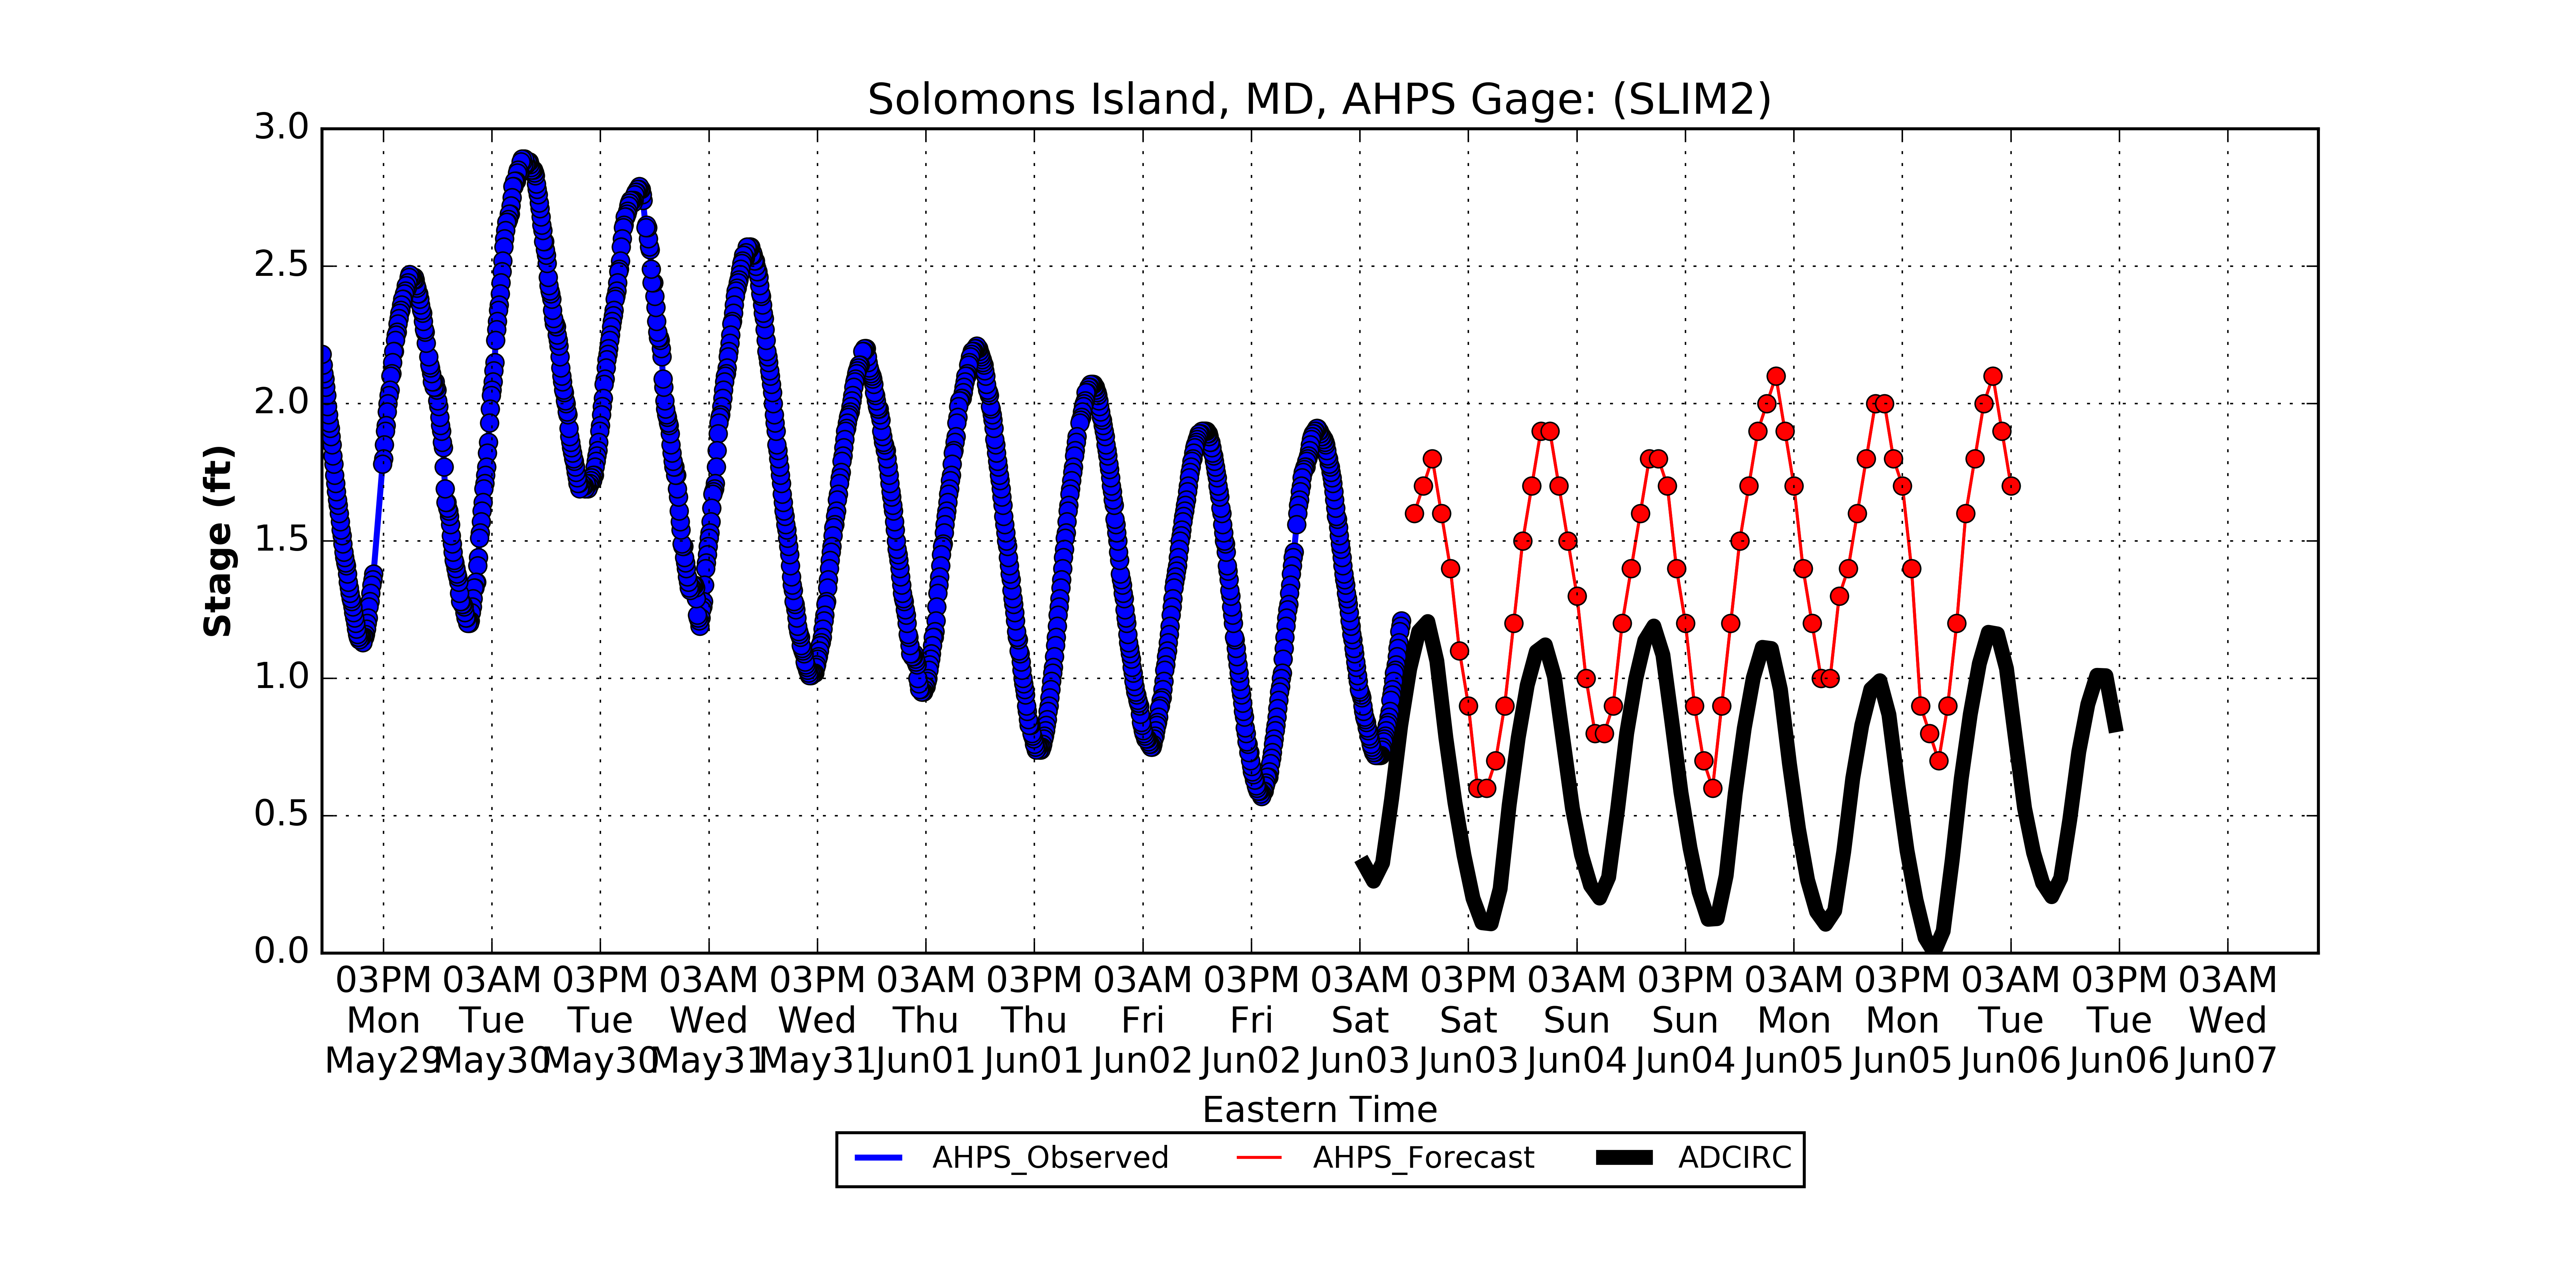 Solomons Island, MD, AHPS Gage: (SLIM2)
Stage (ft)
3.0
2.5
2.0
1.5
1.0
0.5
0.0
03PM 03AM 03PM 03AM 03PM 03AM 03PM 03AM 03PM 03AM 03PM 03AM 03PM 03AM 03PM 03AM 03PM 03AM
Mon Tue Tue Wed Wed Thu Thu Fri Fri Sat Sat Sun Sun Mon Mon Tue Tue Wed
May29 May30 May30 May31 May31 Jun01 Jun01 Jun02 Jun02 Jun03 Jun03 Jun04 Jun04 Jun05 Jun05 Jun06 Jun06 Jun07
Eastern Time
AHPS_Observed AHPS_Forecast ADCIRC